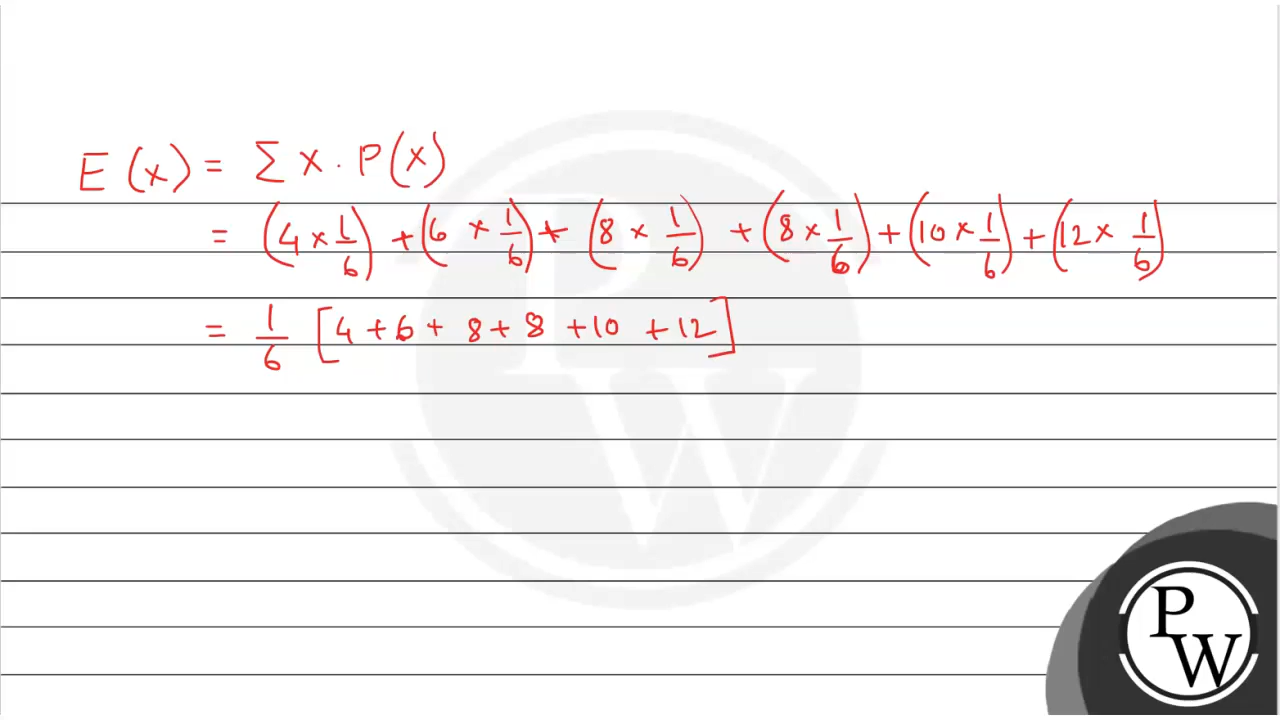 E (x) = Σ x . P(x)
= (4 × 1/6) + (6 × 1/6) + (8 × 1/6) + (8 × 1/6) + (10 × 1/6) + (12 × 1/6)
= 1/6 [4 + 6 + 8 + 8 + 10 + 12]
P
W
P
W